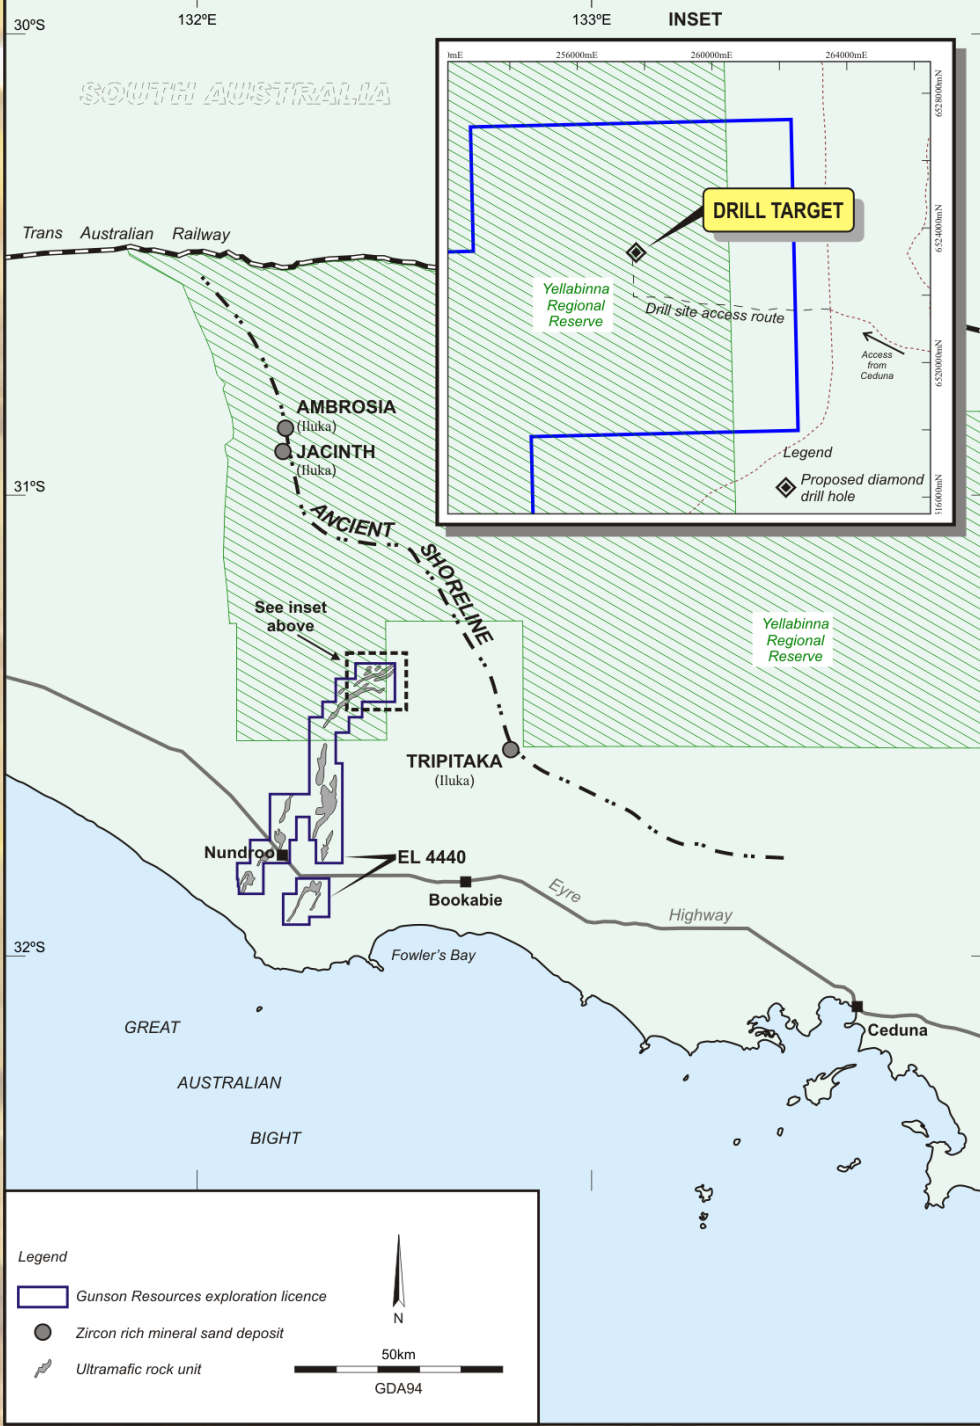 30ºS
132ºE
133ºE
INSET
SOUTH AUSTRALIA
256000mE
260000mE
264000mE
6528000mN
6524000mN
6520000mN
DRILL TARGET
Yellabinna
Regional
Reserve
Drill site access route
Access
from
Ceduna
Legend
Proposed diamond
drill hole
Trans Australian Railway
AMBROSIA
(Iluka)
JACINTH
(Iluka)
31ºS
ANCIENT
SHORELINE
See inset
above
Yellabinna
Regional
Reserve
TRIPITAKA
(Iluka)
Nundroo
EL 4440
Bookabie
Eyre
Highway
32ºS
Fowler's Bay
Ceduna
GREAT
AUSTRALIAN
BIGHT
Legend
Gunson Resources exploration licence
Zircon rich mineral sand deposit
Ultramafic rock unit
N
50km
GDA94